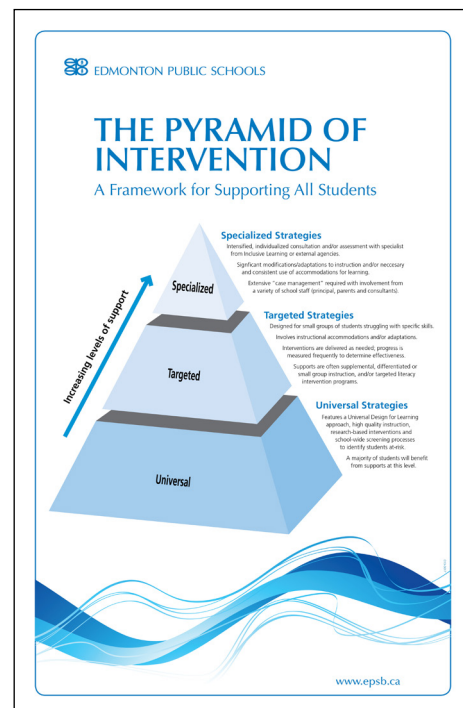 EDMONTON PUBLIC SCHOOLS
THE PYRAMID OF
INTERVENTION
A Framework for Supporting All Students
Specialized Strategies
Intensified, individualized consultation and/or assessment with specialist
from Inclusive Learning or external agencies.
Significant modifications/adaptations to instruction and/or neccesary
and consistent use of accommodations for learning.
Extensive "case management" required with involvement from
a variety of school staff (principal, parents and consultants).
Specialized
Increasing levels of support
Targeted Strategies
Designed for small groups of students struggling with specific skills.
Involves instructional accommodations and/or adaptations.
Interventions are delivered as needed; progress is
measured frequently to determine effectiveness.
Supports are often supplemental, differentiated or
small group instruction, and/or targeted literacy
intervention programs.
Targeted
Universal Strategies
Features a Universal Design for Learning
approach, high quality instruction,
research-based interventions and
school-wide screening processes
to identify students at-risk.
A majority of students will benefit
from supports at this level.
Universal
www.epsb.ca